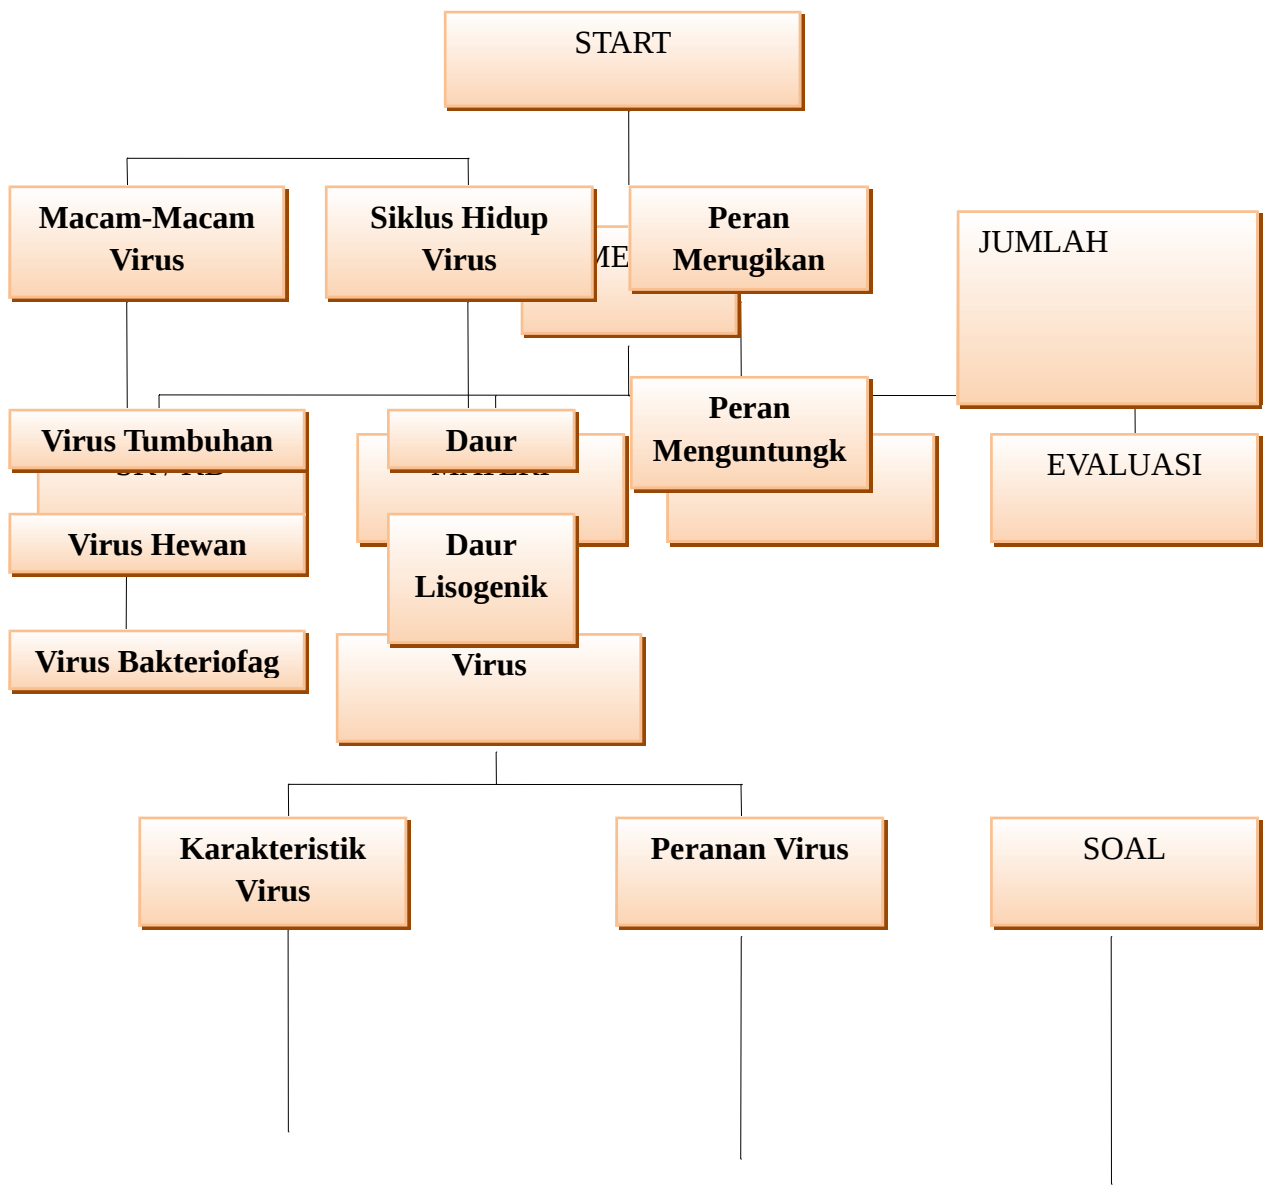 START
Macam-Macam
Virus
Siklus Hidup
Virus
Peran
Merugikan
JUMLAH
Virus Tumbuhan
Daur
Peran
Menguntungk
EVALUASI
Virus Hewan
Daur
Lisogenik
Virus Bakteriofag
Virus
Karakteristik
Virus
Peranan Virus
SOAL